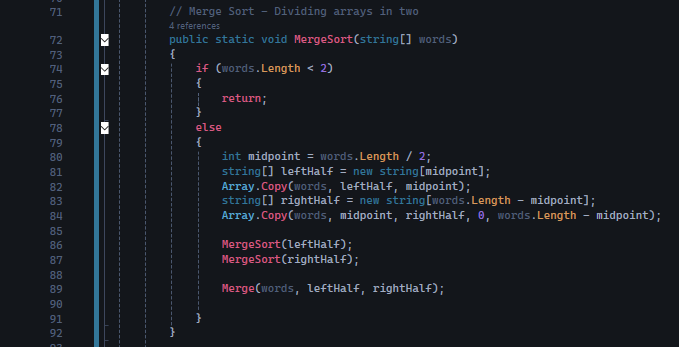 71 // Merge Sort – Dividing arrays in two
4 references
72 public static void MergeSort(string[] words)
73 {
74 if (words.Length < 2)
75 {
76 return;
77 }
78 else
79 {
80 int midpoint = words.Length / 2;
81 string[] leftHalf = new string[midpoint];
82 Array.Copy(words, leftHalf, midpoint);
83 string[] rightHalf = new string[words.Length – midpoint];
84 Array.Copy(words, midpoint, rightHalf, 0, words.Length – midpoint);
85
86 MergeSort(leftHalf);
87 MergeSort(rightHalf);
88
89 Merge(words, leftHalf, rightHalf);
90
91 }
92 }